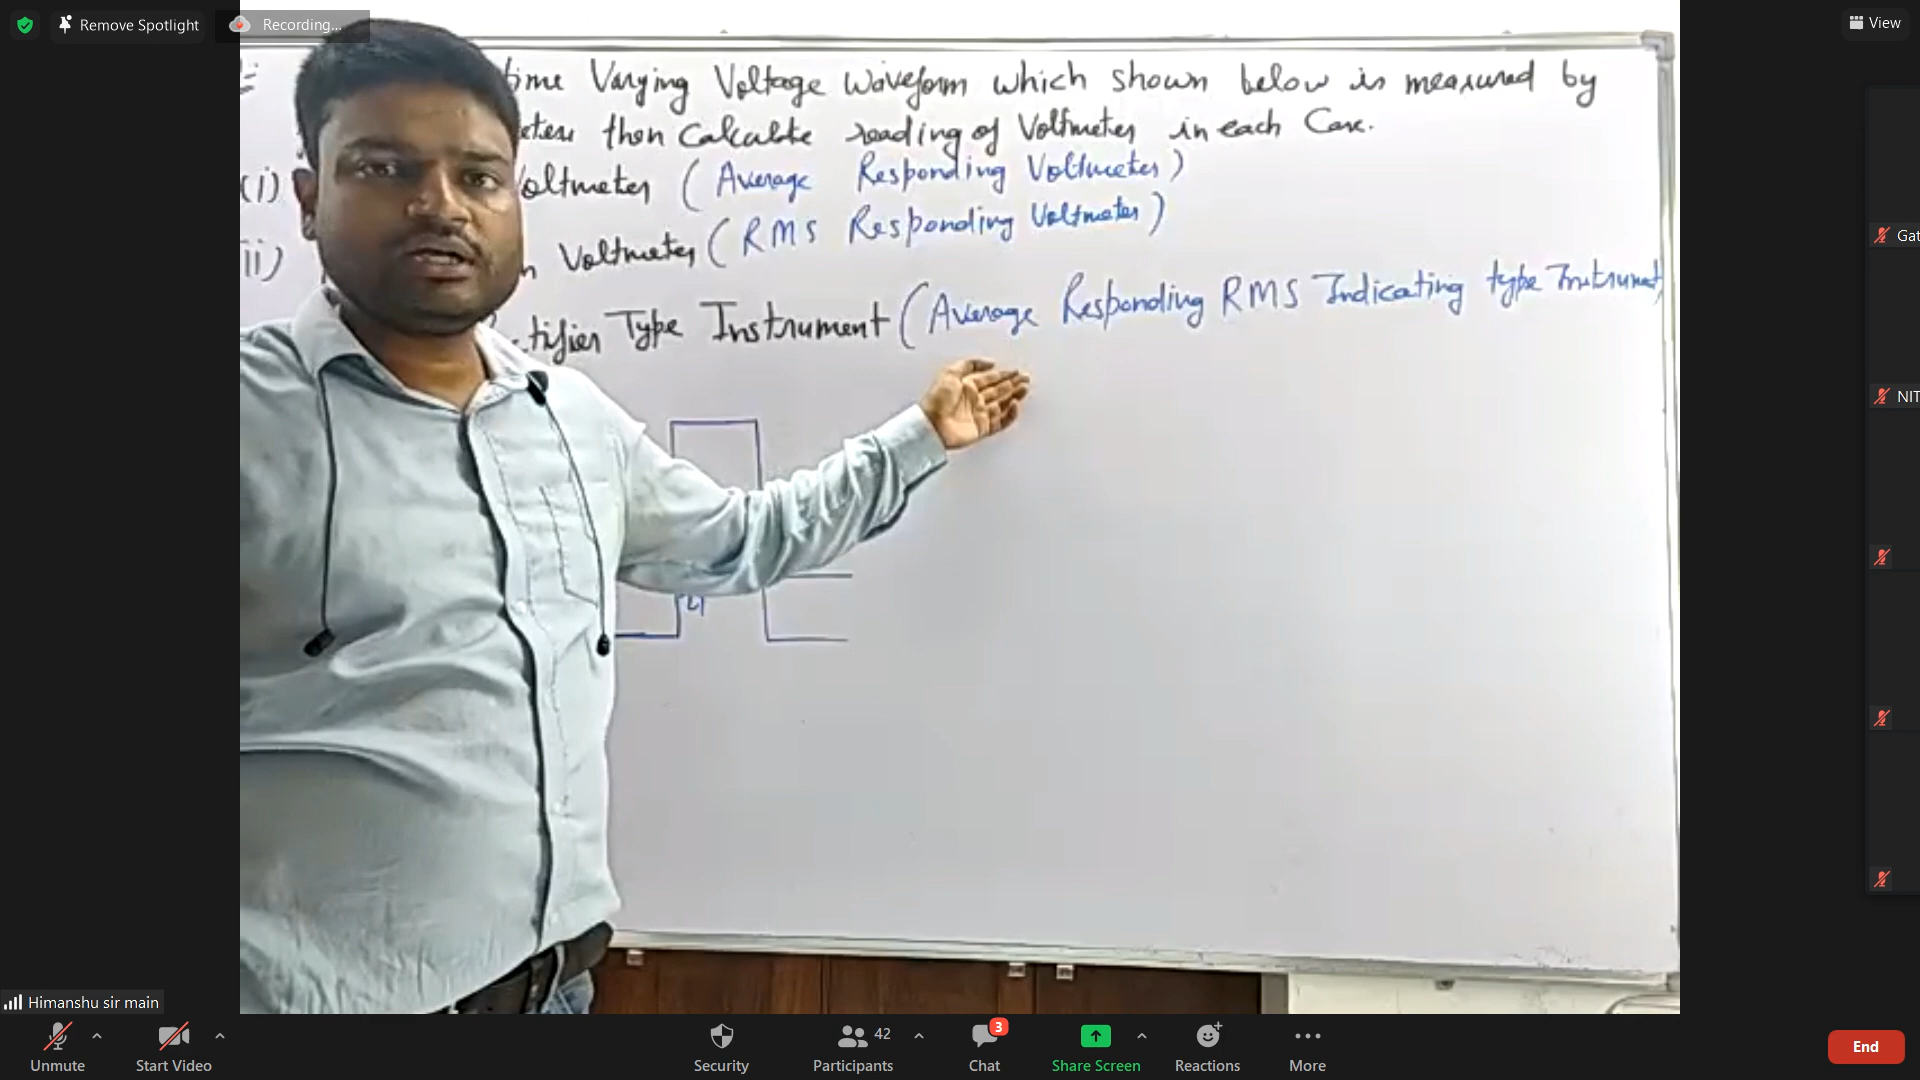 Remove Spotlight
Recording...
View
time Varying Voltage Waveform which shown below is measured by
then Calculate reading of Voltmeter in each Case.
(i) Voltmeter (Average Responding Voltmeter)
ii) Voltmeter (RMS Responding Voltmeter)
Type Instrument (Average Responding RMS Indicating type Instrument
Gat
NIT
Himanshu sir main
Unmute
Start Video
Security
Participants
42
Chat
3
Share Screen
Reactions
More
End